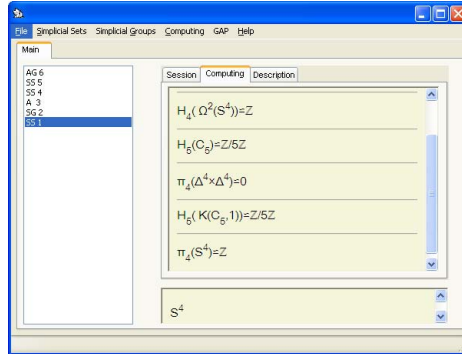 File Simplicial Sets Simplicial Groups Computing GAP Help
Main
AG 6
SS 5
SS 4
A 3
SG 2
SS 1
Session Computing Description
H₄( Ω²(S⁴))=Z
H₅(C₅)=Z/5Z
π₄(Δ⁴×Δ⁴)=0
H₅( K(C₅,1))=Z/5Z
π₄(S⁴)=Z
S⁴